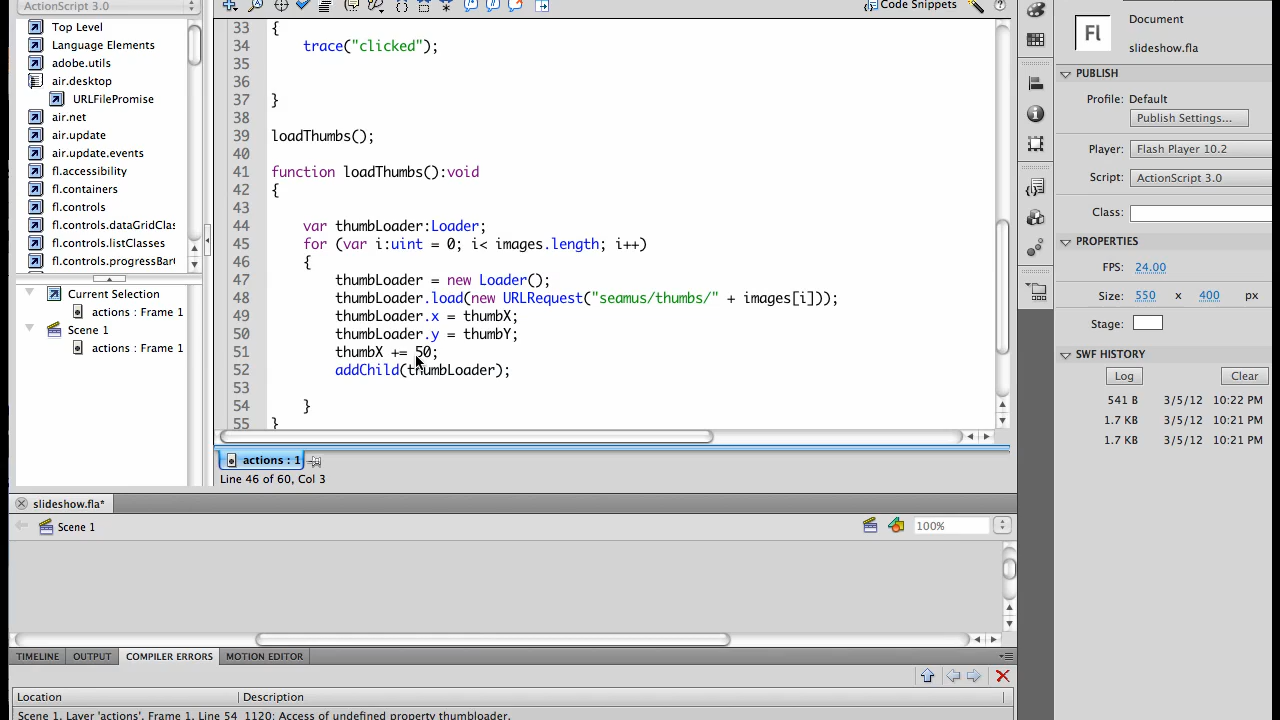 ActionScript 3.0
Top Level
Language Elements
adobe.utils
air.desktop
URLFilePromise
air.net
air.update
air.update.events
fl.accessibility
fl.containers
fl.controls
fl.controls.dataGridClas
fl.controls.listClasses
fl.controls.progressBar
Current Selection
actions : Frame 1
Scene 1
actions : Frame 1
Code Snippets
33 {
34 trace("clicked");
35
36
37 }
38
39 loadThumbs();
40
41 function loadThumbs():void
42 {
43
44 var thumbLoader:Loader;
45 for (var i:uint = 0; i< images.length; i++)
46 {
47 thumbLoader = new Loader();
48 thumbLoader.load(new URLRequest("seamus/thumbs/" + images[i]));
49 thumbLoader.x = thumbX;
50 thumbLoader.y = thumbY;
51 thumbX += 50;
52 addChild(thumbLoader);
53
54 }
55 }
actions : 1
Line 46 of 60, Col 3
slideshow.fla*
Scene 1
100%
TIMELINE OUTPUT COMPILER ERRORS MOTION EDITOR
Location Description
Scene 1, Layer 'actions', Frame 1, Line 54 1120: Access of undefined property thumbloader.
Fl
Document
slideshow.fla
PUBLISH
Profile: Default
Publish Settings...
Player: Flash Player 10.2
Script: ActionScript 3.0
Class:
PROPERTIES
FPS: 24.00
Size: 550 x 400 px
Stage:
SWF HISTORY
Log Clear
541 B 3/5/12 10:22 PM
1.7 KB 3/5/12 10:21 PM
1.7 KB 3/5/12 10:21 PM